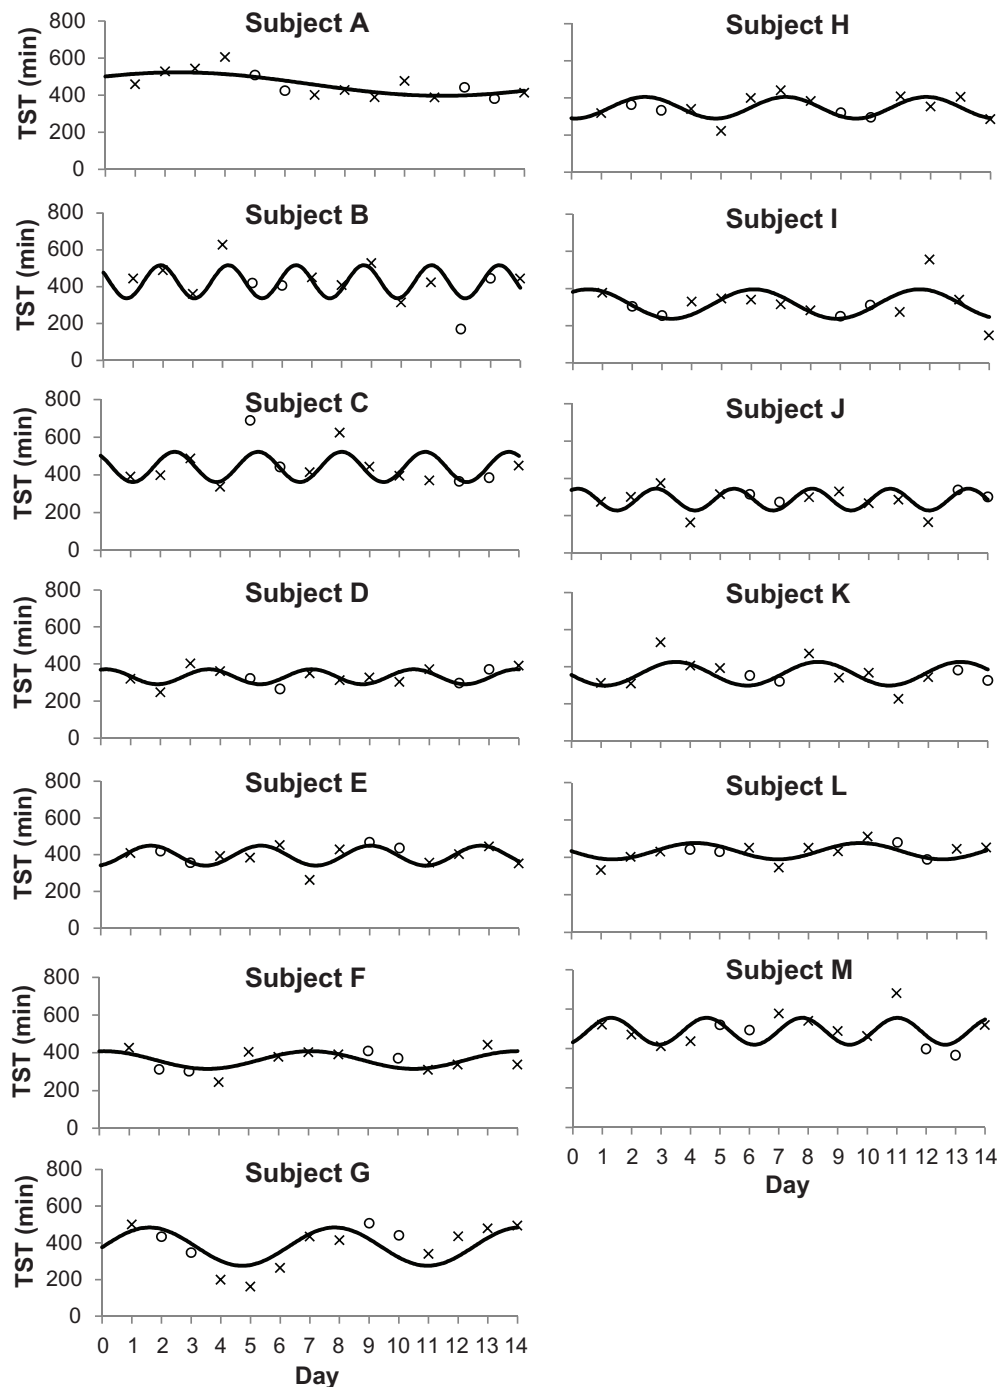 Subject A
TST (min)
800
600
400
200
0
Subject B
TST (min)
800
600
400
200
0
Subject C
TST (min)
800
600
400
200
0
Subject D
TST (min)
800
600
400
200
0
Subject E
TST (min)
800
600
400
200
0
Subject F
TST (min)
800
600
400
200
0
Subject G
TST (min)
800
600
400
200
0
0 1 2 3 4 5 6 7 8 9 10 11 12 13 14
Day
Subject H
Subject I
Subject J
Subject K
Subject L
Subject M
0 1 2 3 4 5 6 7 8 9 10 11 12 13 14
Day